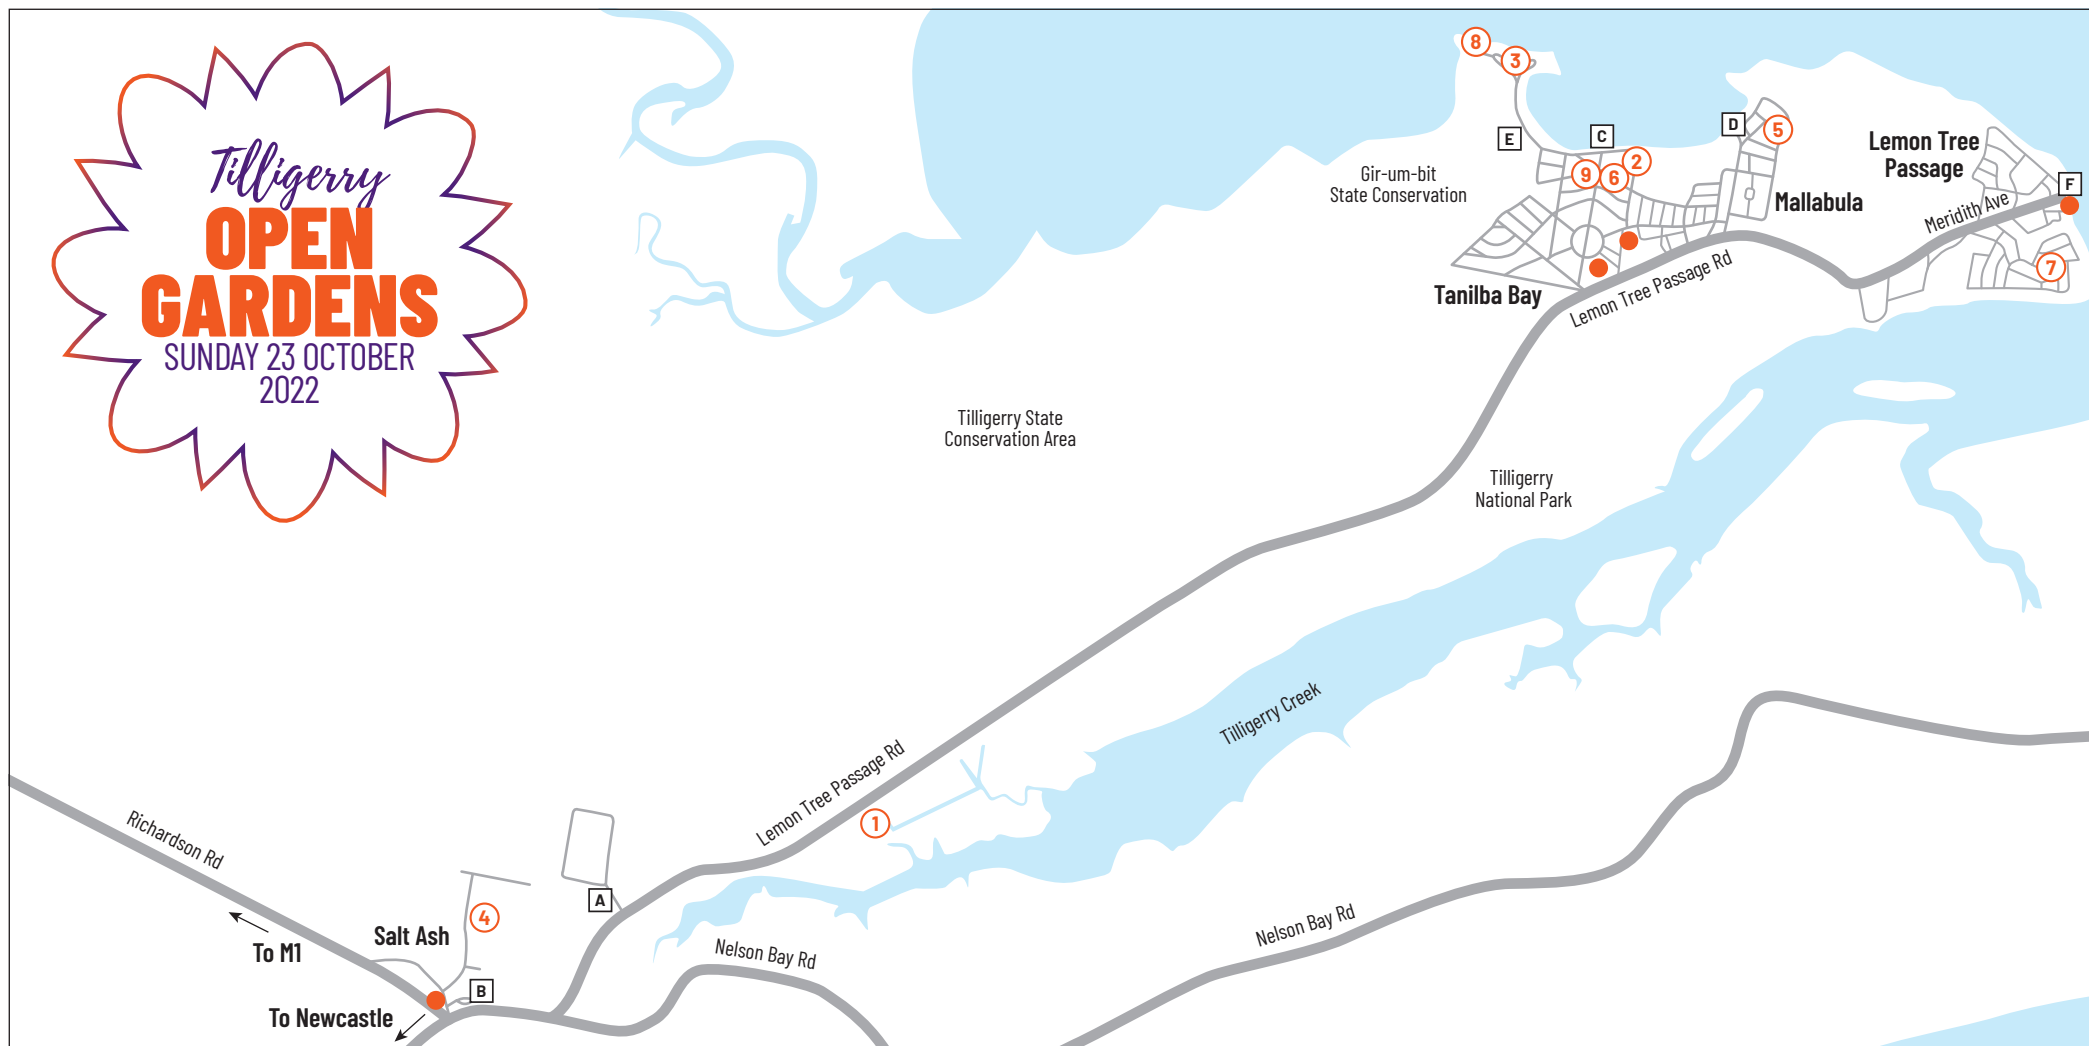 Tilligerry
OPEN
GARDENS
SUNDAY 23 OCTOBER
2022
8
3
E
C
D
5
2
9
6
Gir-um-bit
State Conservation
Lemon Tree
Passage
F
Mallabula
Meridith Ave
7
Tanilba Bay
Lemon Tree Passage Rd
Tilligerry State
Conservation Area
Tilligerry
National Park
Tilligerry Creek
Lemon Tree Passage Rd
1
Richardson Rd
A
4
Salt Ash
To M1
B
To Newcastle
Nelson Bay Rd
Nelson Bay Rd